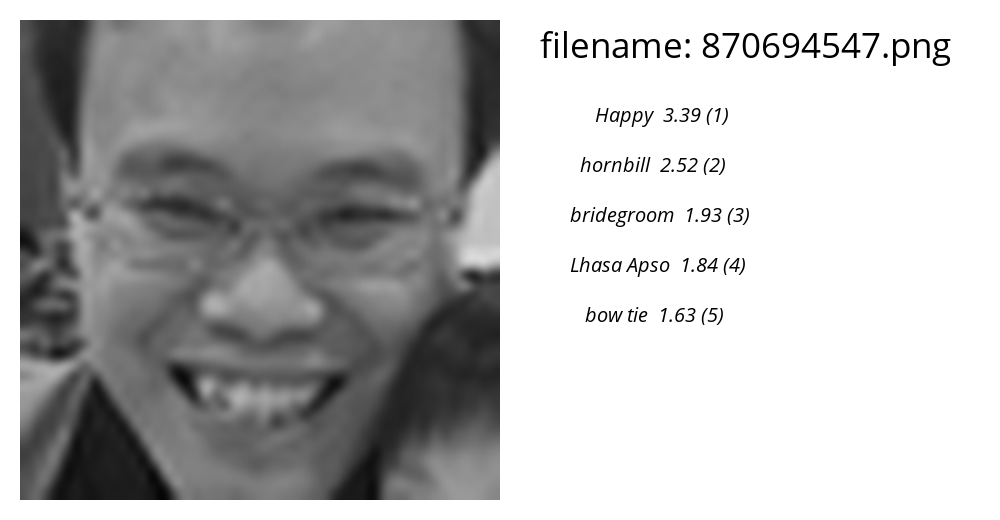 filename: 870694547.png
Happy 3.39 (1)
hornbill 2.52 (2)
bridegroom 1.93 (3)
Lhasa Apso 1.84 (4)
bow tie 1.63 (5)